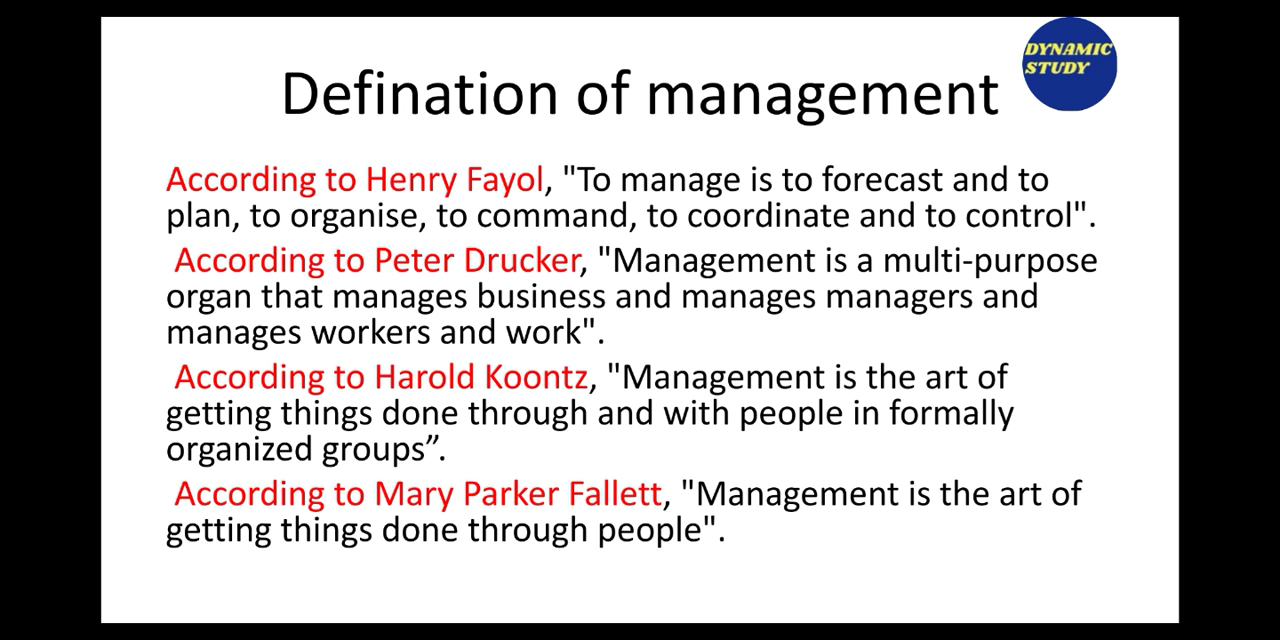 DYNAMIC
STUDY
Defination of management
According to Henry Fayol, "To manage is to forecast and to
plan, to organise, to command, to coordinate and to control".
According to Peter Drucker, "Management is a multi-purpose
organ that manages business and manages managers and
manages workers and work".
According to Harold Koontz, "Management is the art of
getting things done through and with people in formally
organized groups”.
According to Mary Parker Fallett, "Management is the art of
getting things done through people".